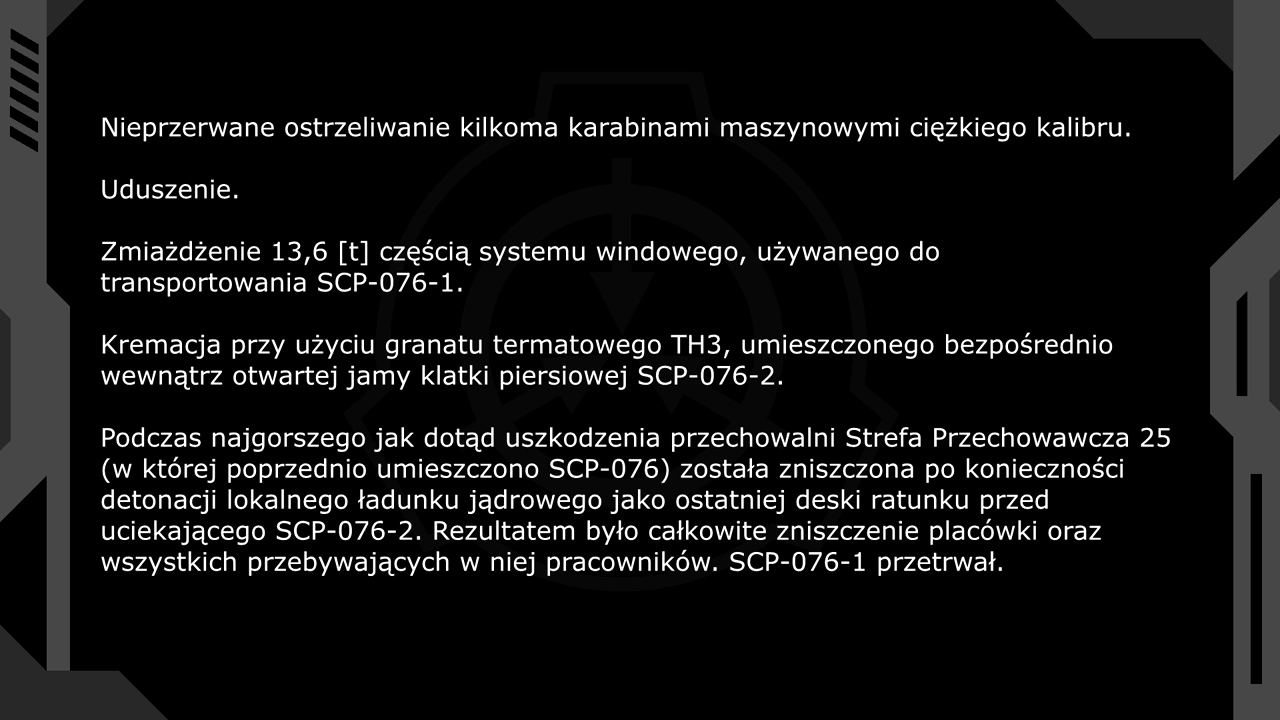 Nieprzerwane ostrzeliwanie kilkoma karabinami maszynowymi ciężkiego kalibru.
Uduszenie.
Zmiażdżenie 13,6 [t] częścią systemu windowego, używanego do
transportowania SCP-076-1.
Kremacja przy użyciu granatu termatowego TH3, umieszczonego bezpośrednio
wewnątrz otwartej jamy klatki piersiowej SCP-076-2.
Podczas najgorszego jak dotąd uszkodzenia przechowalni Strefa Przechowawcza 25
(w której poprzednio umieszczono SCP-076) została zniszczona po konieczności
detonacji lokalnego ładunku jądrowego jako ostatniej deski ratunku przed
uciekającego SCP-076-2. Rezultatem było całkowite zniszczenie placówki oraz
wszystkich przebywających w niej pracowników. SCP-076-1 przetrwał.